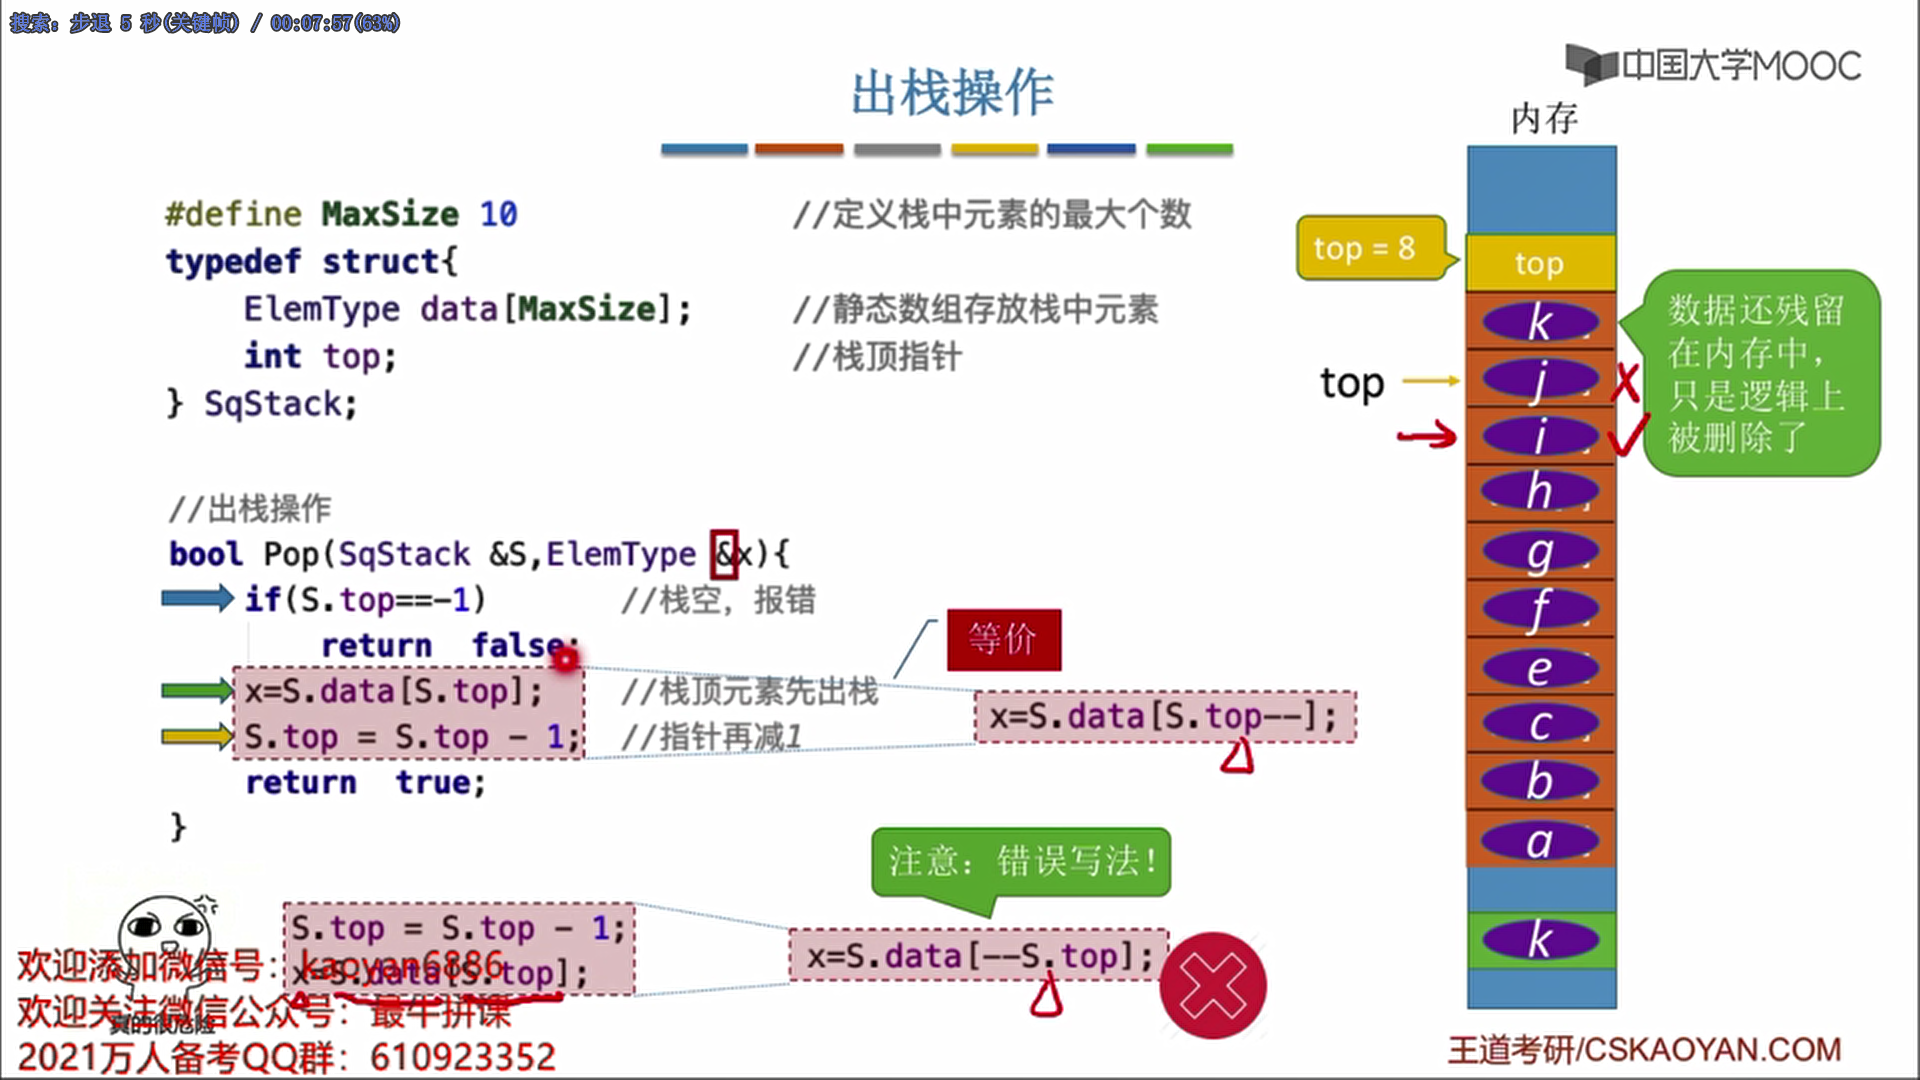 搜索: 步退 5 秒(关键帧) / 00:07:57(63%)
中国大学MOOC
出栈操作
内存
#define MaxSize 10 //定义栈中元素的最大个数
typedef struct{
ElemType data[MaxSize]; //静态数组存放栈中元素
int top; //栈顶指针
} SqStack;
//出栈操作
bool Pop(SqStack &S,ElemType &x){
if(S.top==-1) //栈空，报错
return false;
x=S.data[S.top]; //栈顶元素先出栈
S.top = S.top - 1; //指针再减1
return true;
}
等价
x=S.data[S.top--];
注意：错误写法！
S.top = S.top - 1;
x=S.data[S.top];
x=S.data[--S.top];
top = 8
top
top
k
j
i
h
g
f
e
c
b
a
k
数据还残留
在内存中，
只是逻辑上
被删除了
真的很危险
欢迎添加微信号：kaoyan6886
欢迎关注微信公众号：最牛拼课
2021万人备考QQ群：610923352
王道考研/CSKAOYAN.COM